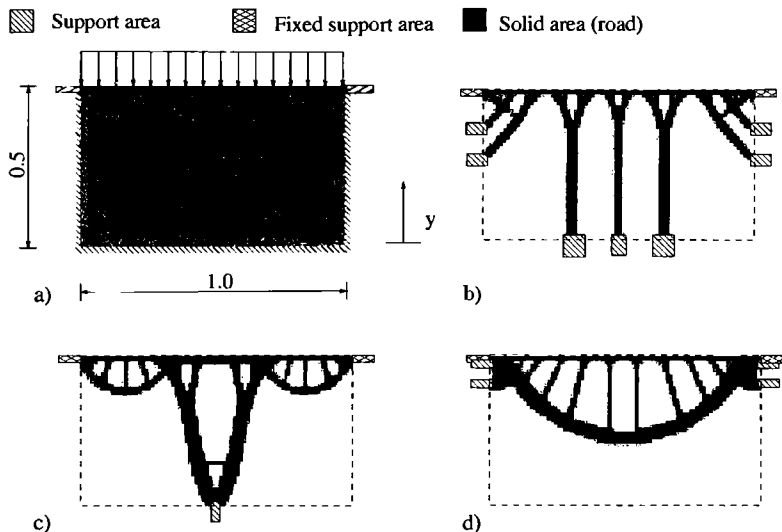 Support area
Fixed support area
Solid area (road)
0.5
y
a)
1.0
b)
c)
d)